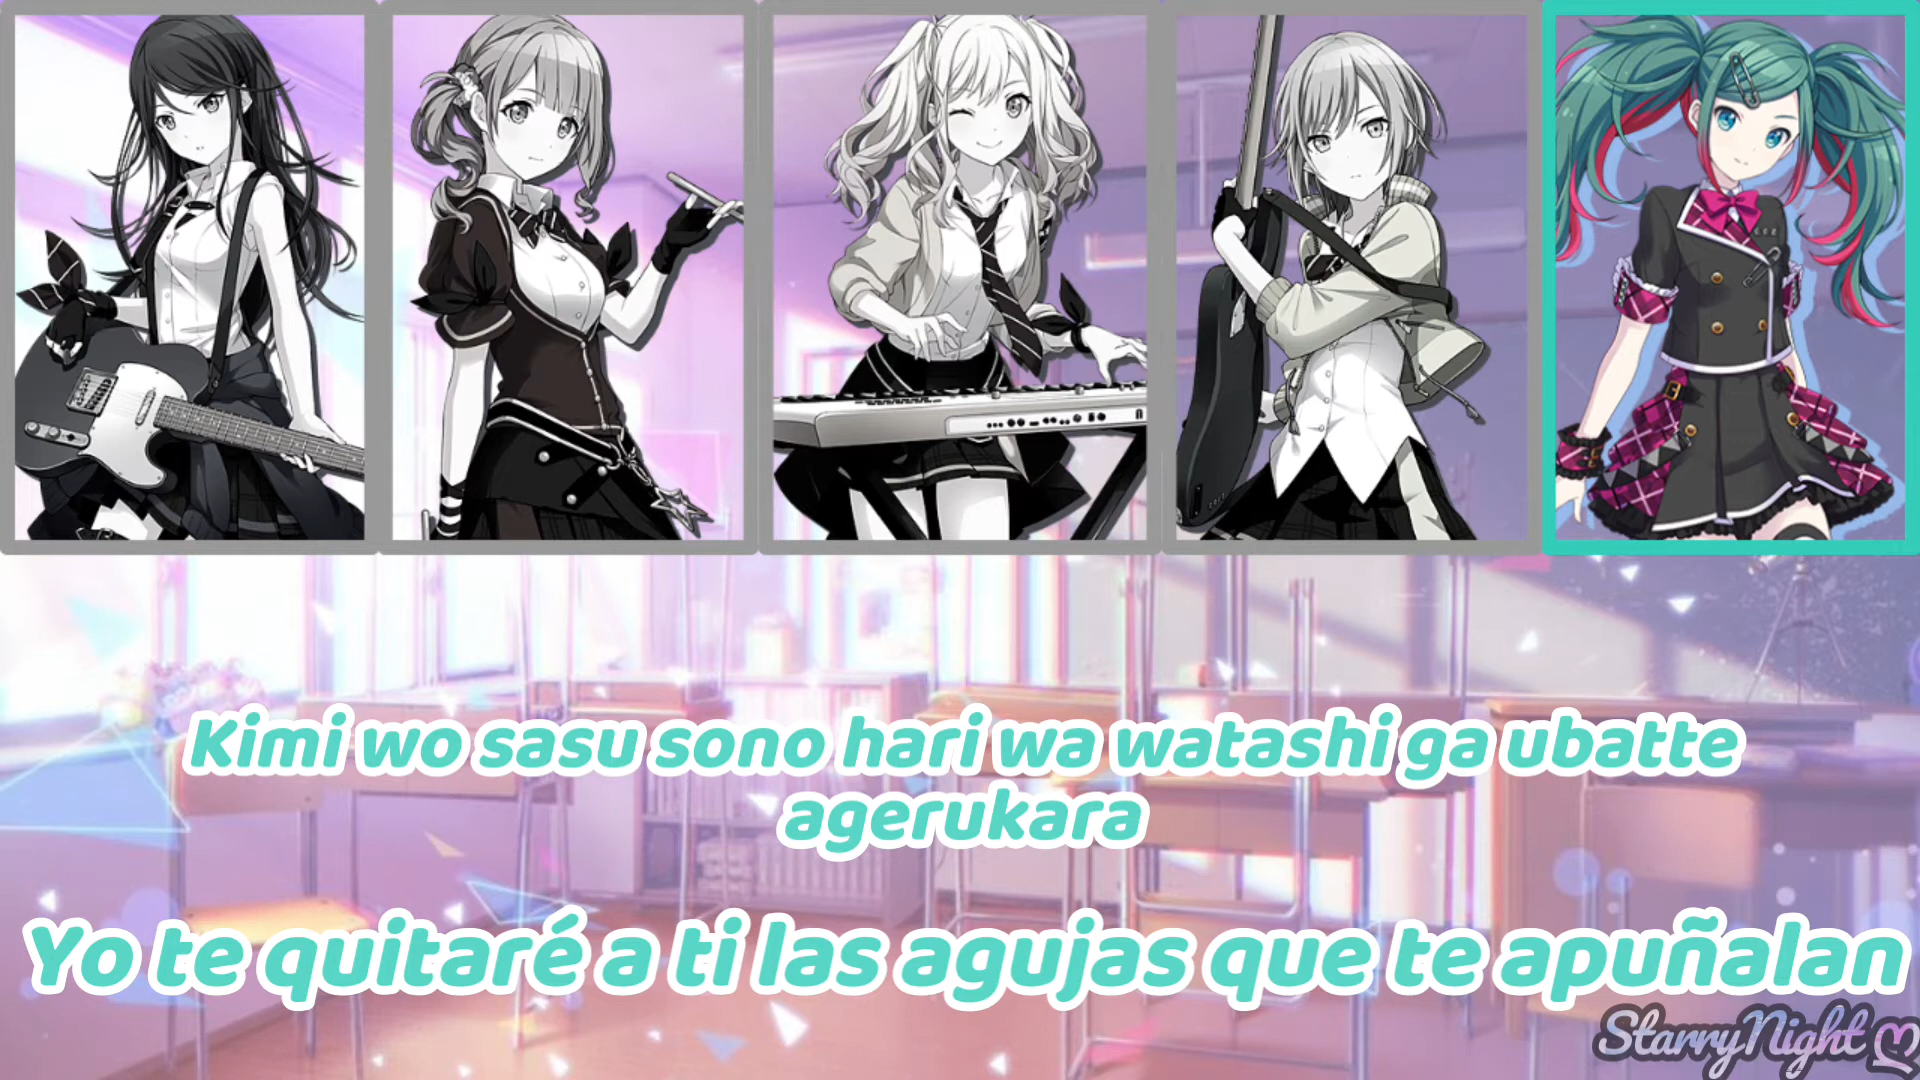 Kimi wo sasu sono hari wa watashi ga ubatte
agerukara
Yo te quitaré a ti las agujas que te apuñalan
StarryNight